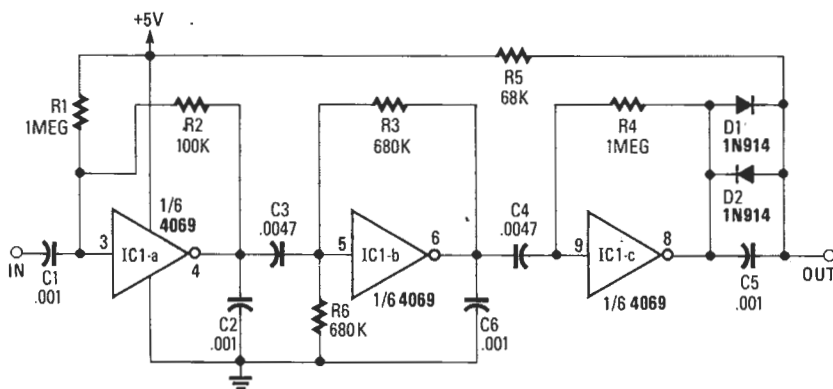 +5V
R1
1MEG
R2
100K
R3
680K
R5
68K
R4
1MEG
D1
1N914
D2
1N914
1/6
4069
C3
.0047
C4
.0047
IN
C1
.001
3
IC1-a
4
5
IC1-b
6
9
IC1-c
8
C5
.001
OUT
1/6 4069
1/6 4069
C2
.001
R6
680K
C6
.001